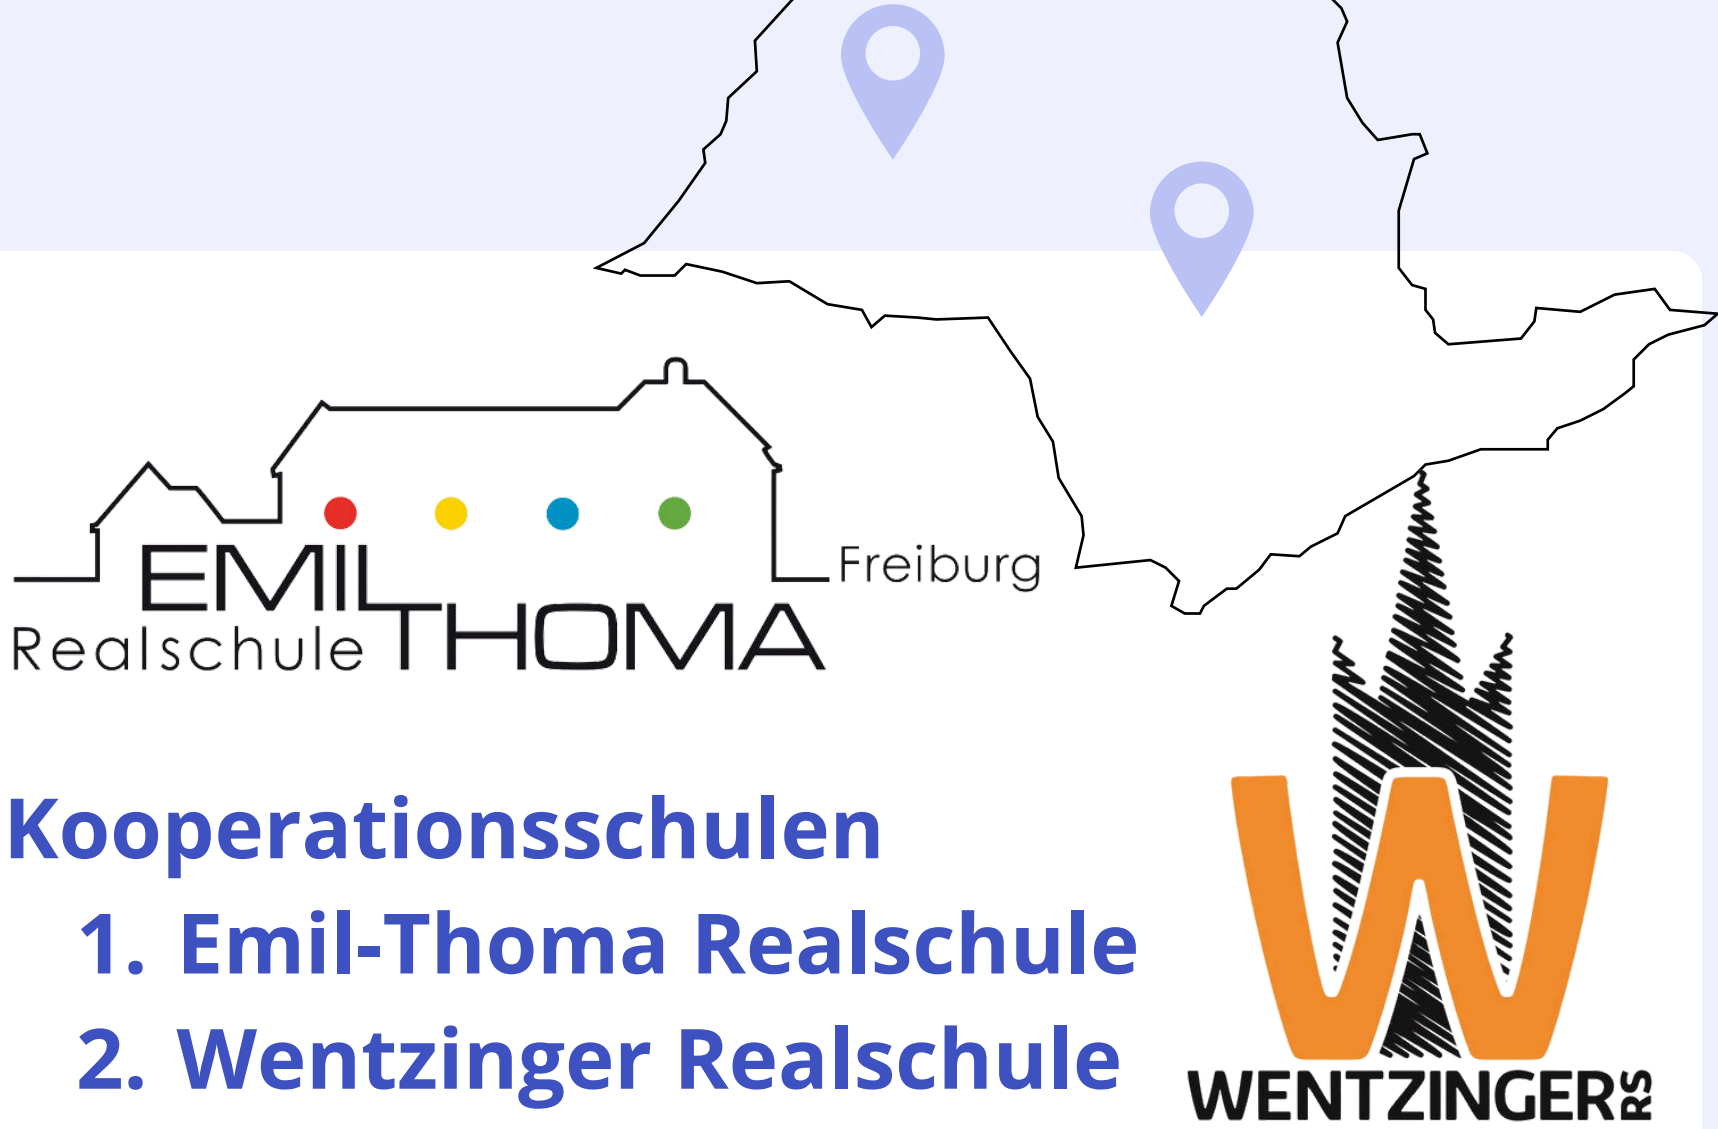 EMIL
Freiburg
Realschule THOMA
Kooperationsschulen
1. Emil-Thoma Realschule
2. Wentzinger Realschule
W
WENTZINGER RS